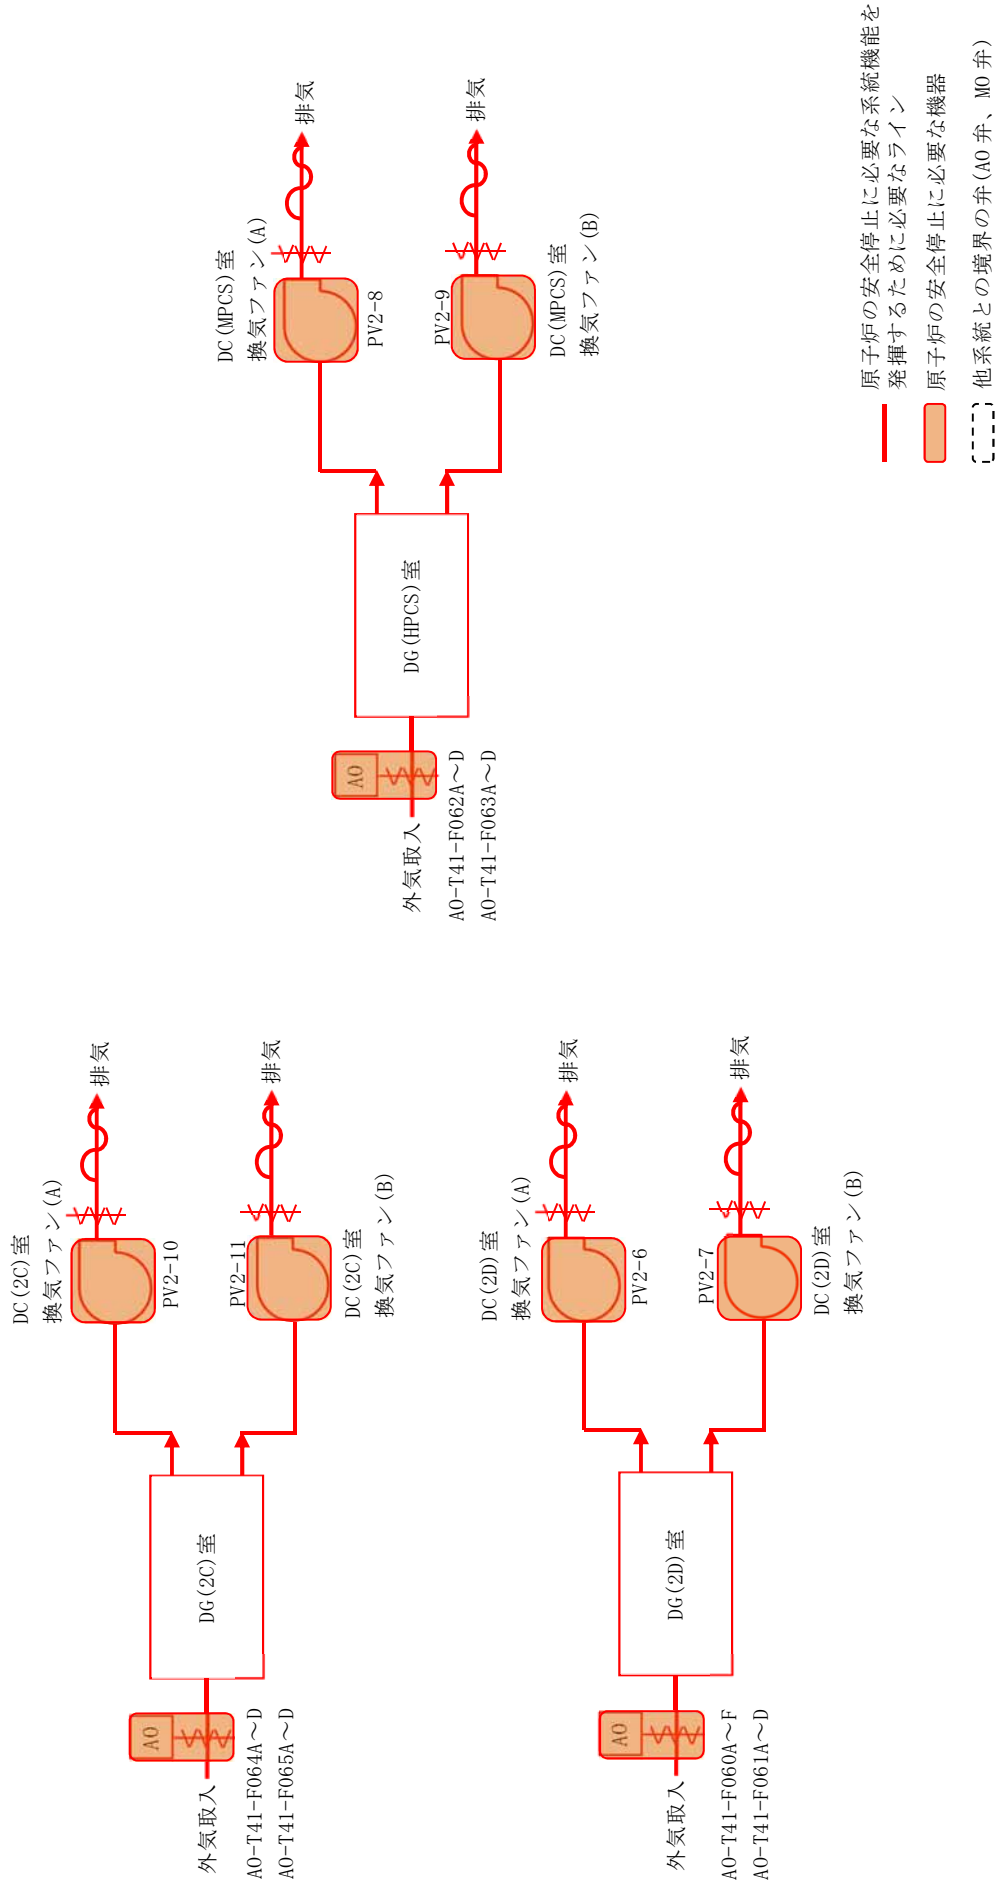 DC(2C)室
換気ファン(A)
排気
PV2-10
PV2-11
排気
DC(2C)室
換気ファン(B)
DG(2C)室
AO
外気取入
AO-T41-F064A～D
AO-T41-F065A～D
DC(2D)室
換気ファン(A)
排気
PV2-6
PV2-7
排気
DC(2D)室
換気ファン(B)
DG(2D)室
AO
外気取入
AO-T41-F060A～F
AO-T41-F061A～D
DC(MPCS)室
換気ファン(A)
排気
PV2-8
PV2-9
排気
DC(MPCS)室
換気ファン(B)
DG(HPCS)室
AO
外気取入
AO-T41-F062A～D
AO-T41-F063A～D
原子炉の安全停止に必要な系統機能を
発揮するために必要なライン
原子炉の安全停止に必要な機器
他系統との境界の弁(AO弁、MO弁)